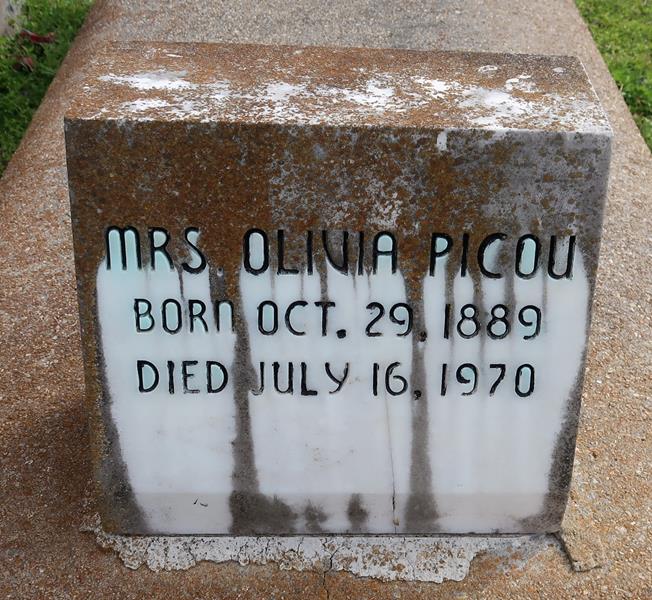 MRS. OLIVIA PICOU
BORN OCT. 29, 1889
DIED JULY 16, 1970